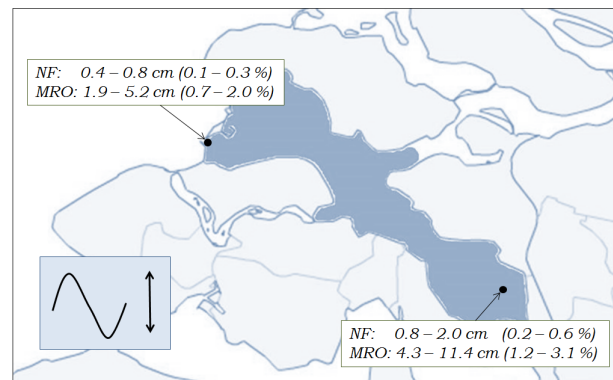 NF: 0.4 – 0.8 cm (0.1 – 0.3 %)
MRO: 1.9 – 5.2 cm (0.7 – 2.0 %)
NF: 0.8 – 2.0 cm (0.2 – 0.6 %)
MRO: 4.3 – 11.4 cm (1.2 – 3.1 %)